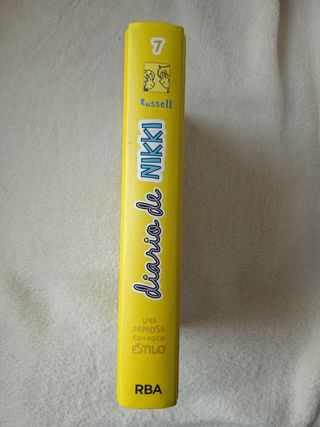 7
Russell
diario de NIKKI
UNA
FAMOSA
CON POCO
ESTILO
RBA